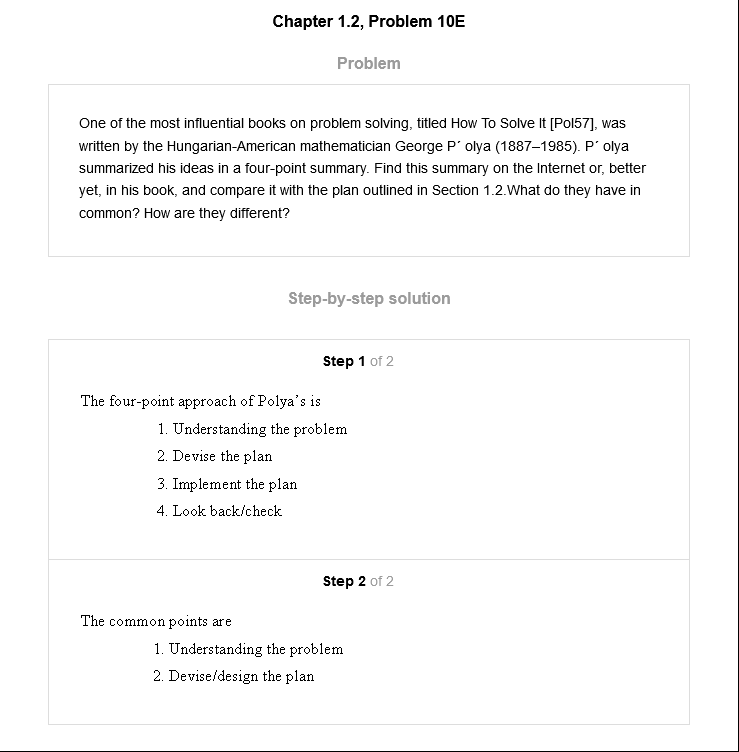 Chapter 1.2, Problem 10E
Problem
One of the most influential books on problem solving, titled How To Solve It [Pol57], was
written by the Hungarian-American mathematician George P´ olya (1887–1985). P´ olya
summarized his ideas in a four-point summary. Find this summary on the Internet or, better
yet, in his book, and compare it with the plan outlined in Section 1.2.What do they have in
common? How are they different?
Step-by-step solution
Step 1 of 2
The four-point approach of Polya's is
1. Understanding the problem
2. Devise the plan
3. Implement the plan
4. Look back/check
Step 2 of 2
The common points are
1. Understanding the problem
2. Devise/design the plan